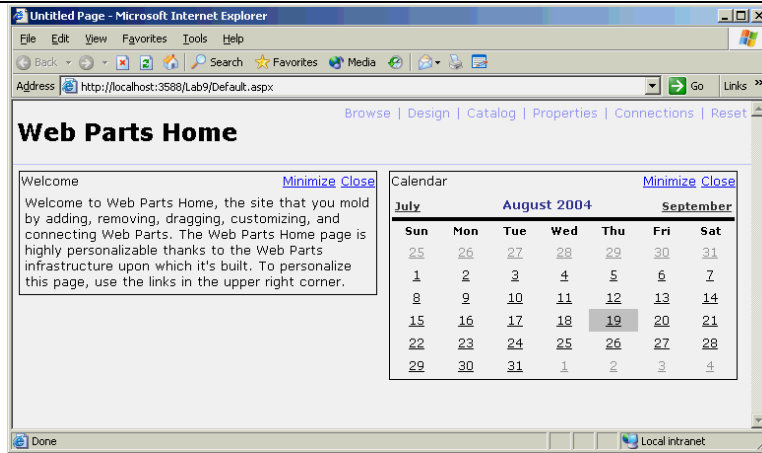 Untitled Page - Microsoft Internet Explorer
File Edit View Favorites Tools Help
Back Search Favorites Media
Address http://localhost:3588/Lab9/Default.aspx Go Links »
Browse | Design | Catalog | Properties | Connections | Reset
Web Parts Home
Welcome Minimize Close
Welcome to Web Parts Home, the site that you mold
by adding, removing, dragging, customizing, and
connecting Web Parts. The Web Parts Home page is
highly personalizable thanks to the Web Parts
infrastructure upon which it's built. To personalize
this page, use the links in the upper right corner.
Calendar Minimize Close
July August 2004 September
Sun Mon Tue Wed Thu Fri Sat
25 26 27 28 29 30 31
1 2 3 4 5 6 7
8 9 10 11 12 13 14
15 16 17 18 19 20 21
22 23 24 25 26 27 28
29 30 31 1 2 3 4
Done Local intranet